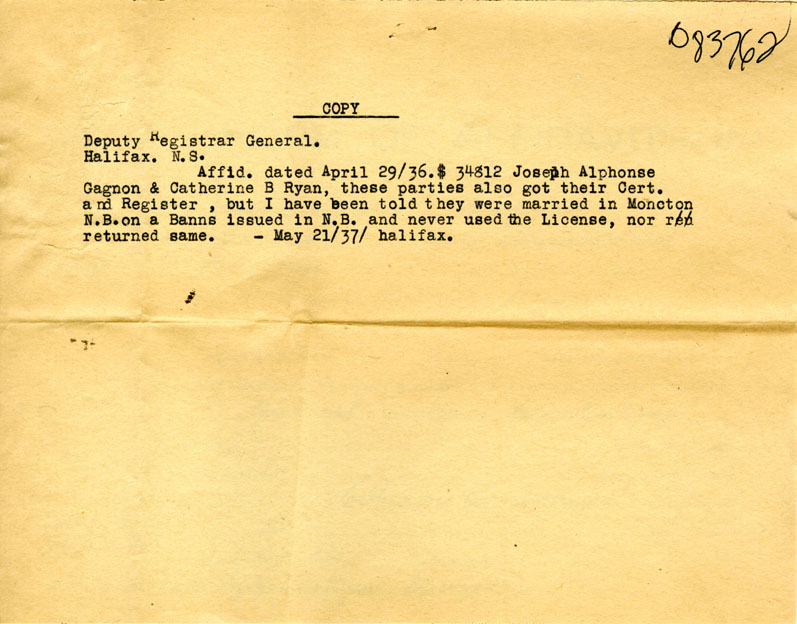 083762
COPY
Deputy Registrar General.
Halifax. N.S.
Affid. dated April 29/36.$ 34812 Joseph Alphonse
Gagnon & Catherine B Ryan, these parties also got their Cert.
and Register , but I have been told they were married in Moncton
N.B.on a Banns issued in N.B. and never used the License, nor
returned same. - May 21/37/ halifax.